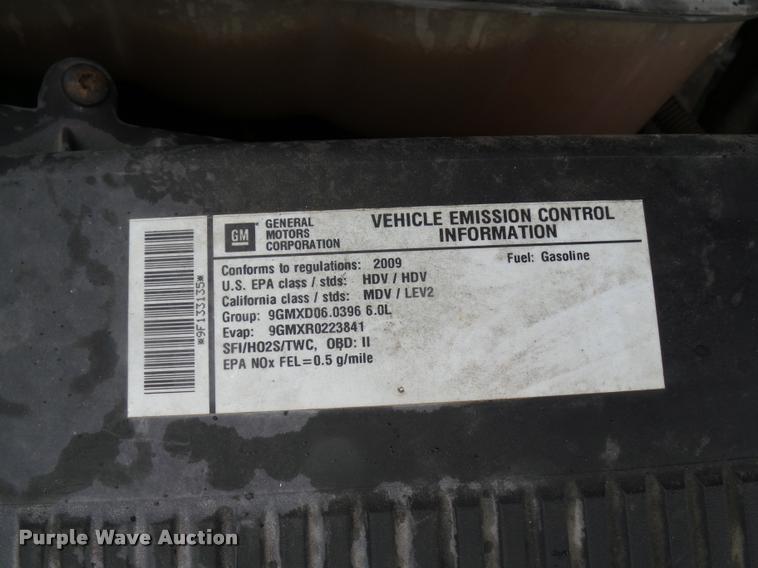 GM GENERAL MOTORS CORPORATION
VEHICLE EMISSION CONTROL INFORMATION
Conforms to regulations: 2009 Fuel: Gasoline
U.S. EPA class / stds: HDV / HDV
California class / stds: MDV / LEV2
Group: 9GMXD06.0396 6.0L
Evap: 9GMXR0223841
SFI/HO2S/TWC, OBD: II
EPA NOx FEL=0.5 g/mile
*9F133135*
Purple Wave Auction